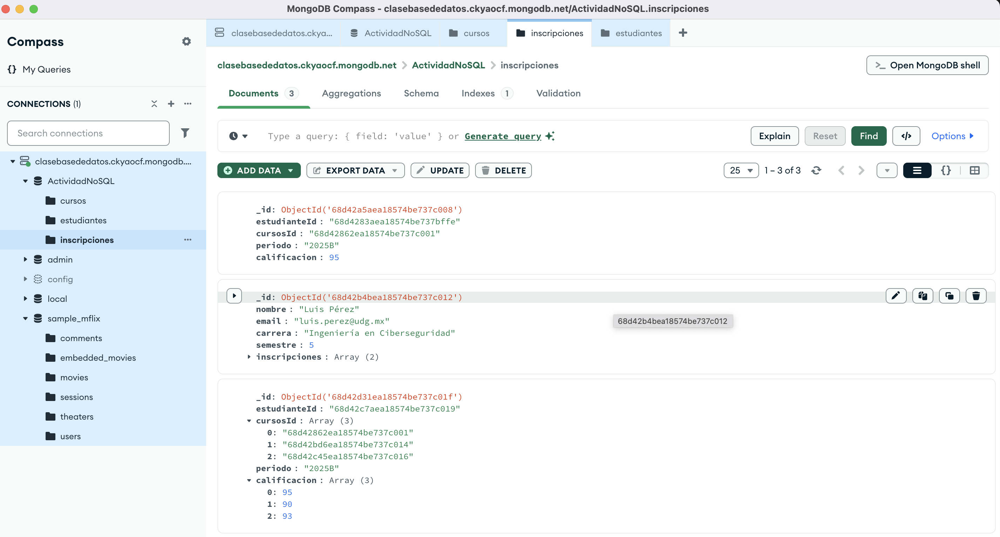 MongoDB Compass - clasebasededatos.ckyaocf.mongodb.net/ActividadNoSQL.inscripciones
Compass
{} My Queries
CONNECTIONS (1)
Search connections
clasebasededatos.ckyaocf.mongodb....
ActividadNoSQL
cursos
estudiantes
inscripciones
admin
config
local
sample_mflix
comments
embedded_movies
movies
sessions
theaters
users
clasebasededatos.ckya... ActividadNoSQL cursos inscripciones estudiantes
clasebasededatos.ckyaocf.mongodb.net > ActividadNoSQL > inscripciones
>_ Open MongoDB shell
Documents 3 Aggregations Schema Indexes 1 Validation
Type a query: { field: 'value' } or Generate query
Explain Reset Find </> Options
ADD DATA EXPORT DATA UPDATE DELETE
25 1 – 3 of 3 {}
_id: ObjectId('68d42a5aea18574be737c008')
estudianteId : "68d4283aea18574be737bffe"
cursosId : "68d42862ea18574be737c001"
periodo : "2025B"
calificacion : 95
_id: ObjectId('68d42b4bea18574be737c012')
nombre : "Luis Pérez"
email : "luis.perez@udg.mx"
68d42b4bea18574be737c012
carrera : "Ingeniería en Ciberseguridad"
semestre : 5
inscripciones : Array (2)
_id: ObjectId('68d42d31ea18574be737c01f')
estudianteId : "68d42c7aea18574be737c019"
cursosId : Array (3)
0: "68d42862ea18574be737c001"
1: "68d42bd6ea18574be737c014"
2: "68d42c45ea18574be737c016"
periodo : "2025B"
calificacion : Array (3)
0: 95
1: 90
2: 93